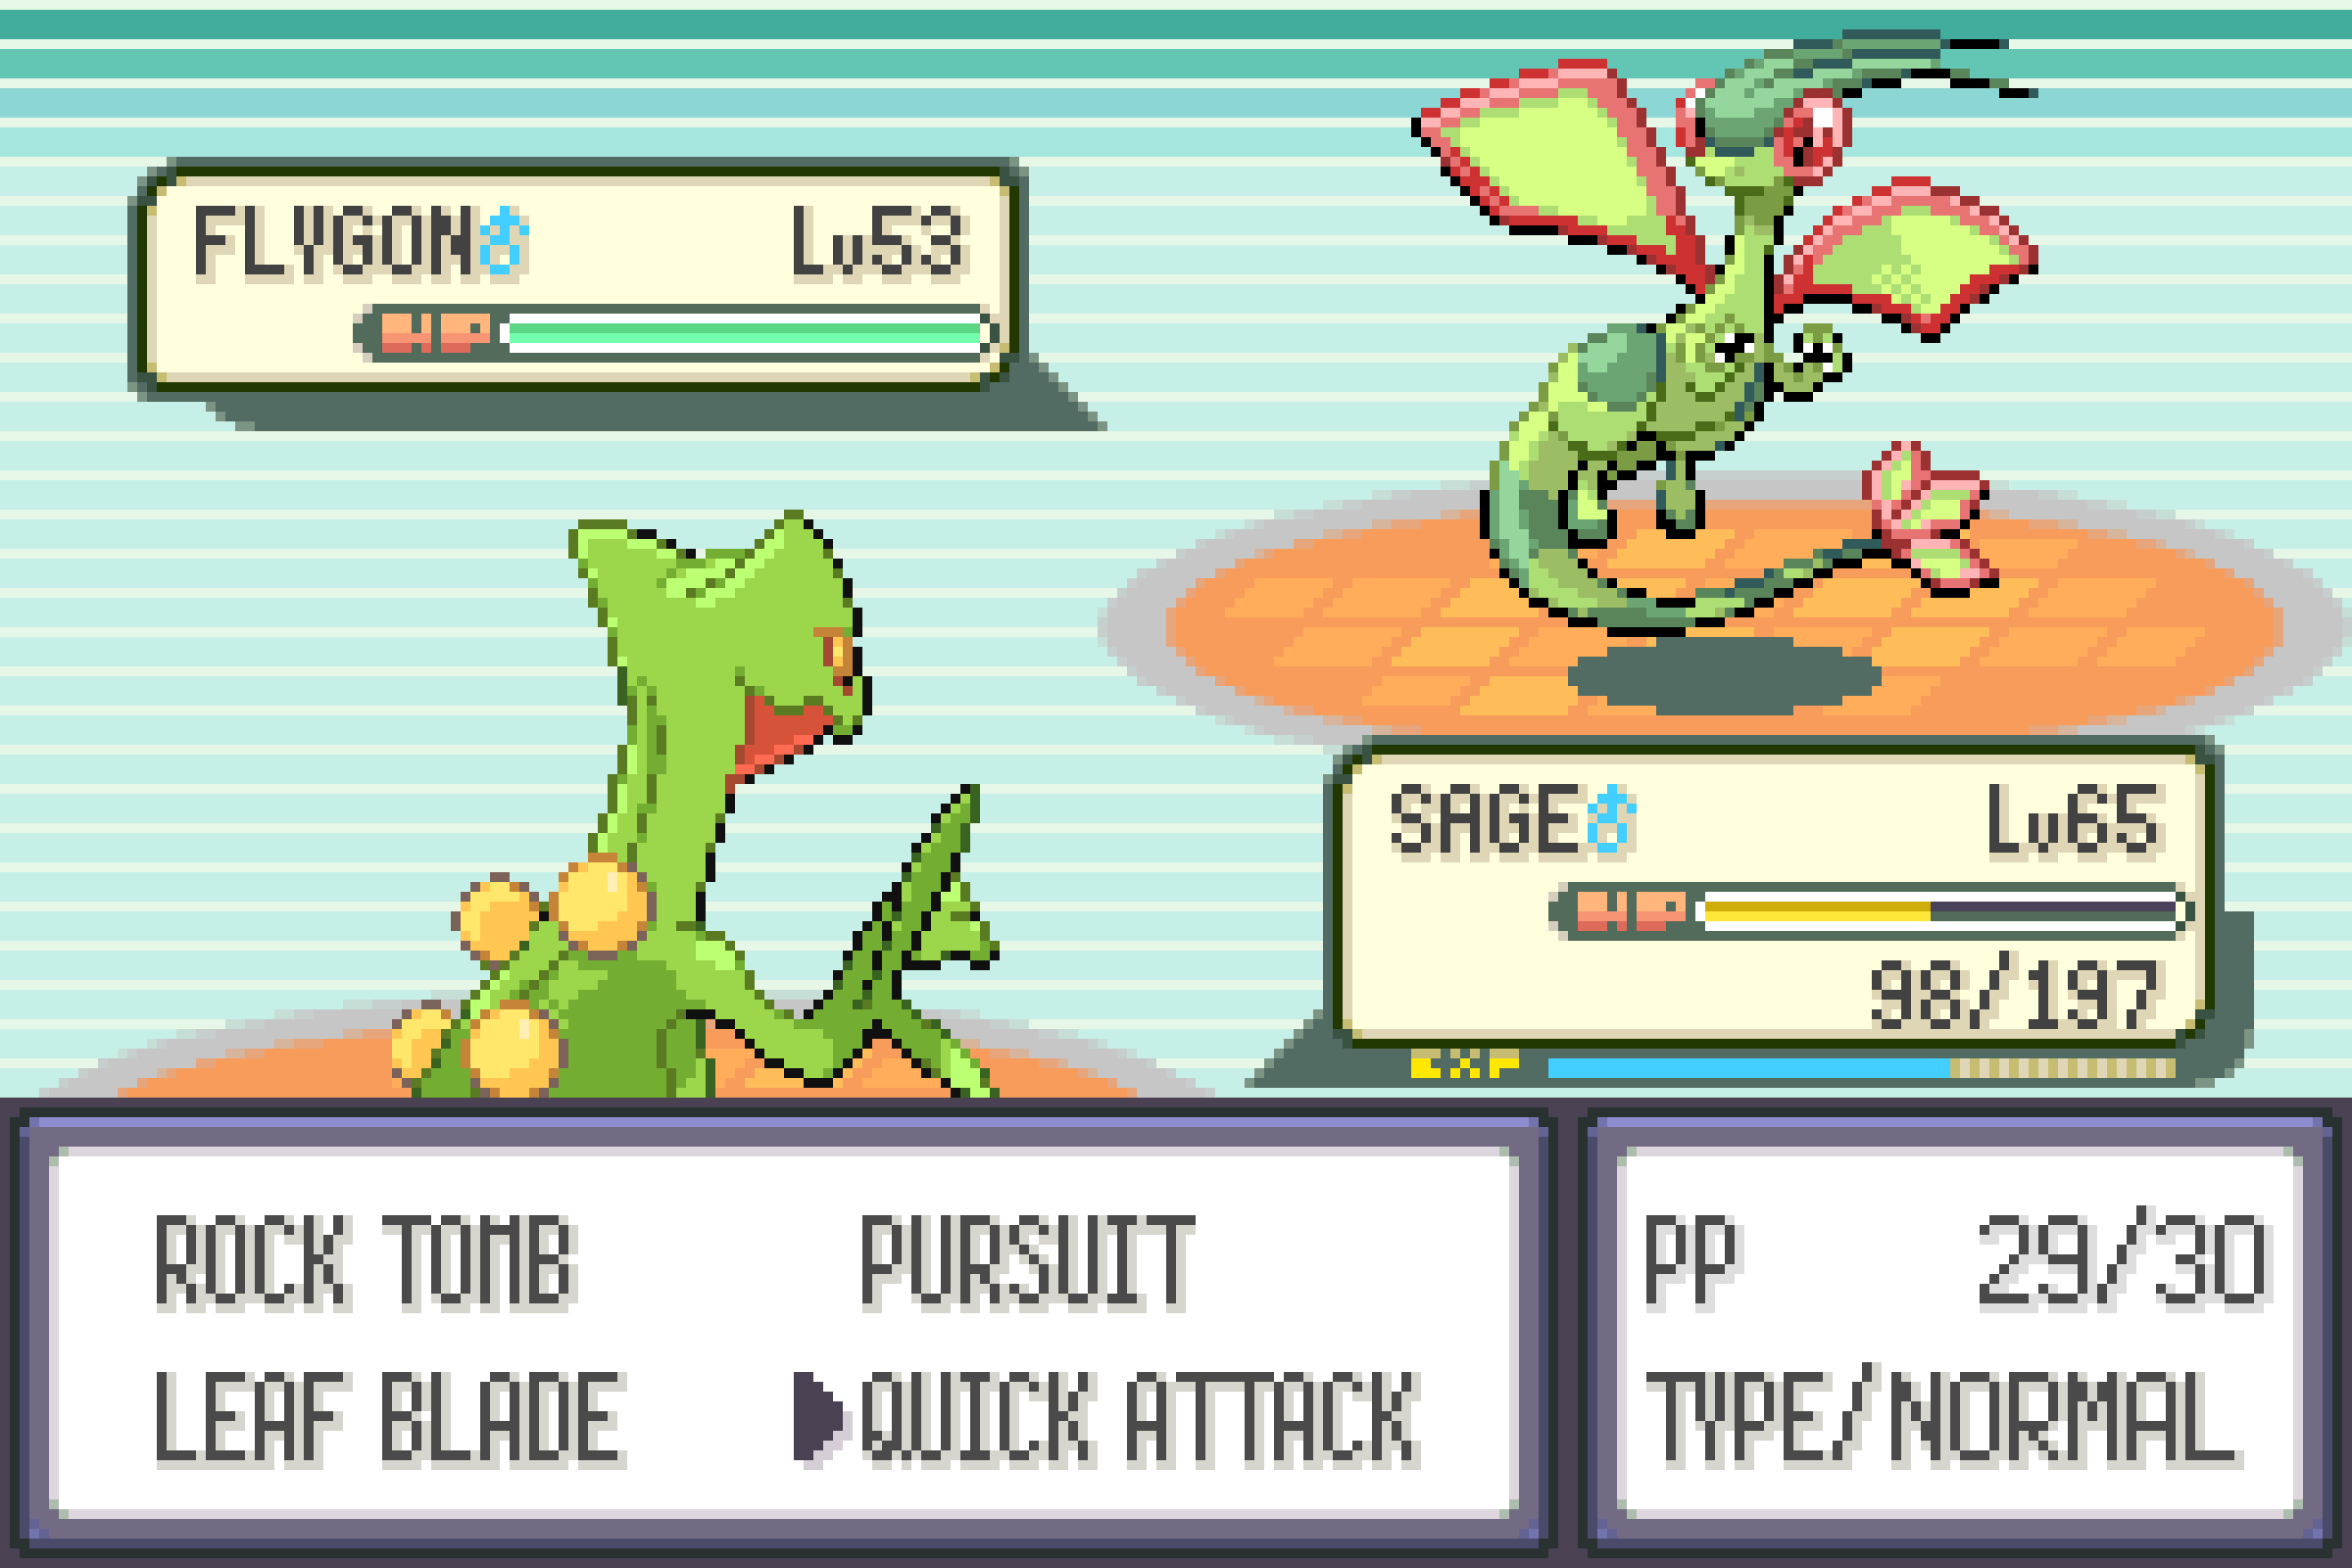 FLYGON♂ Lv53
HP
SAGE♂ Lv65
HP
98/197
EXP
ROCK TOMB PURSUIT
LEAF BLADE ▶QUICK ATTACK
PP 29/30
TYPE/NORMAL